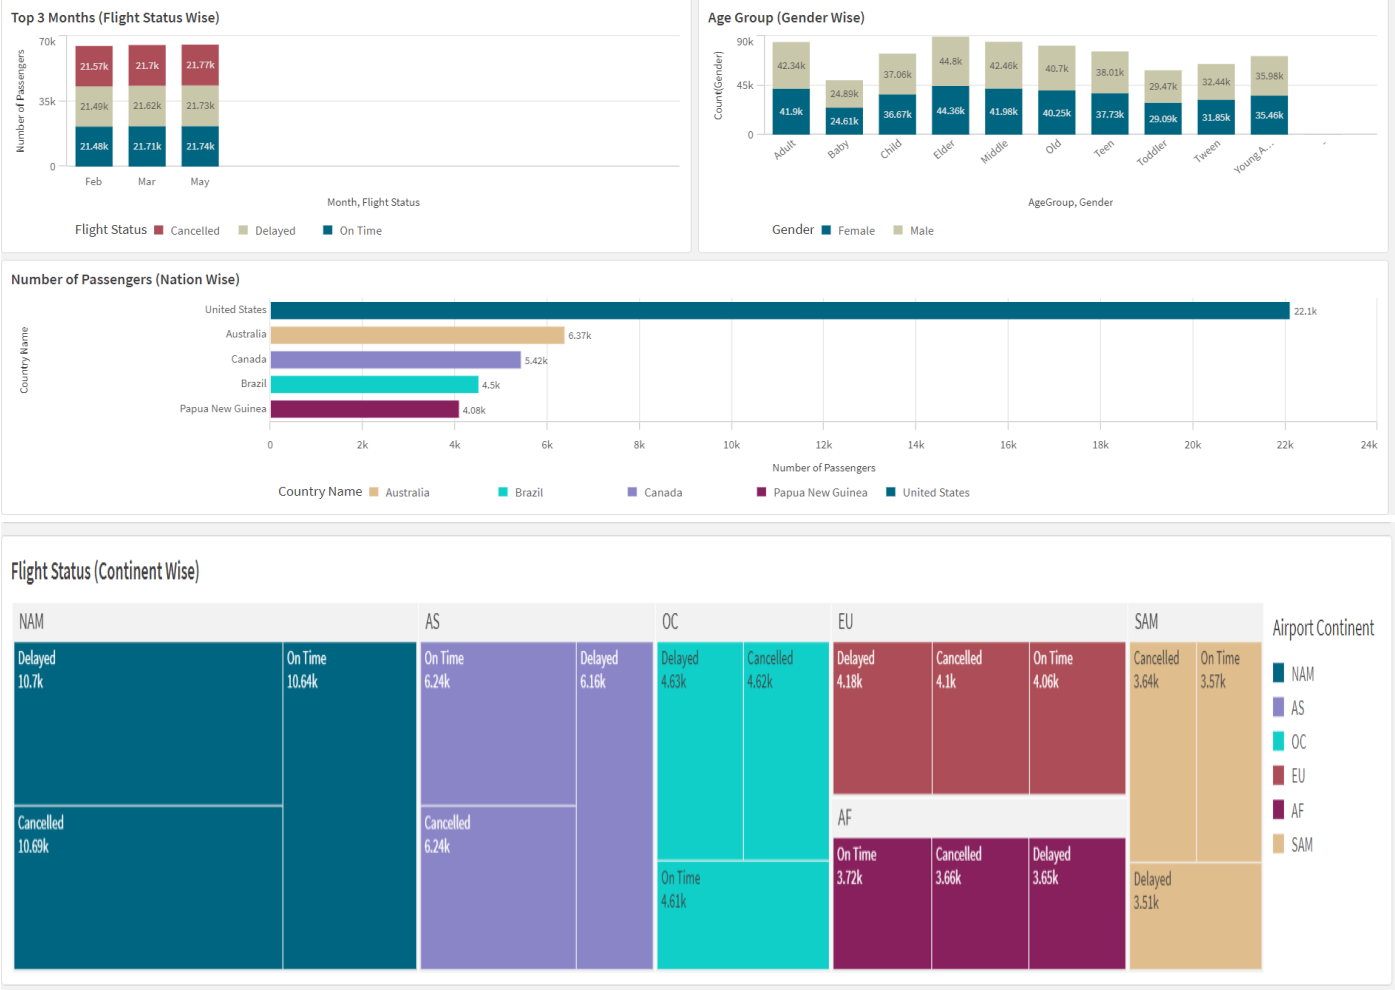 Top 3 Months (Flight Status Wise)
Number of Passengers
70k
35k
0
21.57k
21.7k
21.77k
21.49k
21.62k
21.73k
21.48k
21.71k
21.74k
Feb
Mar
May
Month, Flight Status
Flight Status Cancelled Delayed On Time
Age Group (Gender Wise)
Count(Gender)
90k
45k
0
42.34k
24.89k
37.06k
44.8k
42.46k
40.7k
38.01k
29.47k
32.44k
35.98k
41.9k
24.61k
36.67k
44.36k
41.98k
40.25k
37.73k
29.09k
31.85k
35.46k
Adult
Baby
Child
Elder
Middle
Old
Teen
Toddler
Tween
Young A...
-
AgeGroup, Gender
Gender Female Male
Number of Passengers (Nation Wise)
Country Name
United States 22.1k
Australia 6.37k
Canada 5.42k
Brazil 4.5k
Papua New Guinea 4.08k
0 2k 4k 6k 8k 10k 12k 14k 16k 18k 20k 22k 24k
Number of Passengers
Country Name Australia Brazil Canada Papua New Guinea United States
Flight Status (Continent Wise)
NAM
Delayed
10.7k
On Time
10.64k
Cancelled
10.69k
AS
On Time
6.24k
Delayed
6.16k
Cancelled
6.24k
OC
Delayed
4.63k
Cancelled
4.62k
On Time
4.61k
EU
Delayed
4.18k
Cancelled
4.1k
On Time
4.06k
AF
On Time
3.72k
Cancelled
3.66k
Delayed
3.65k
SAM
Cancelled
3.64k
On Time
3.57k
Delayed
3.51k
Airport Continent
NAM
AS
OC
EU
AF
SAM